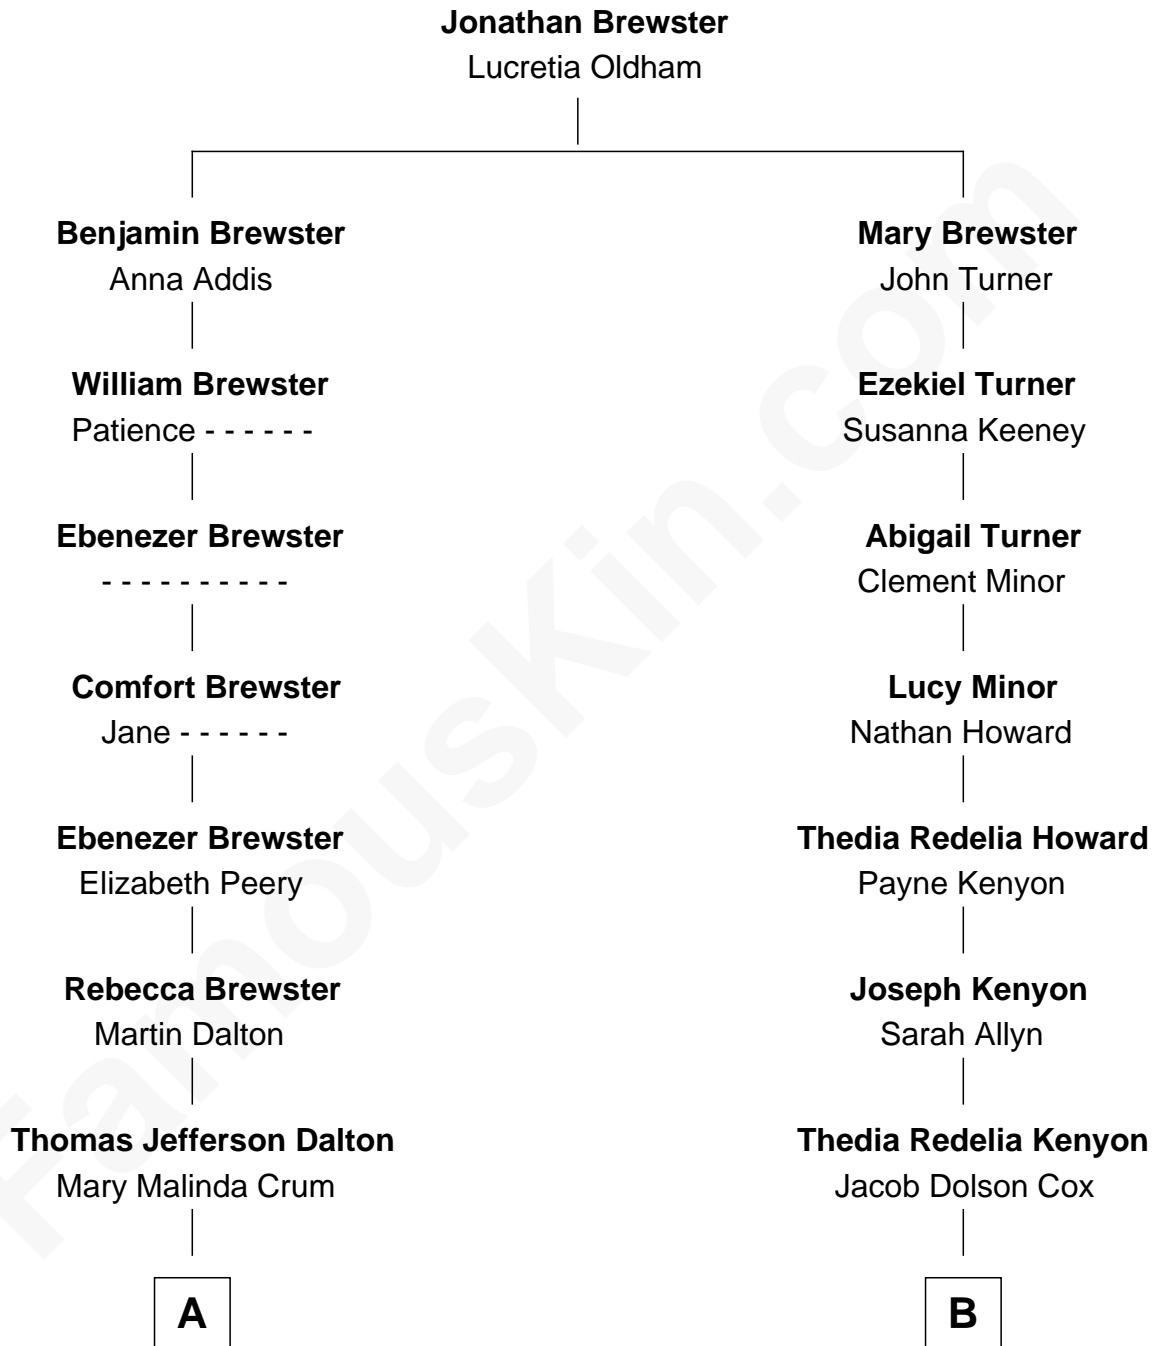 Jonathan Brewster
Lucretia Oldham
Benjamin Brewster
Anna Addis
William Brewster
Patience - - - - - -
Ebenezer Brewster
- - - - - - - - - -
Comfort Brewster
Jane - - - - - -
Ebenezer Brewster
Elizabeth Peery
Rebecca Brewster
Martin Dalton
Thomas Jefferson Dalton
Mary Malinda Crum
A
Mary Brewster
John Turner
Ezekiel Turner
Susanna Keeney
Abigail Turner
Clement Minor
Lucy Minor
Nathan Howard
Thedia Redelia Howard
Payne Kenyon
Joseph Kenyon
Sarah Allyn
Thedia Redelia Kenyon
Jacob Dolson Cox
B
FamousKin.com